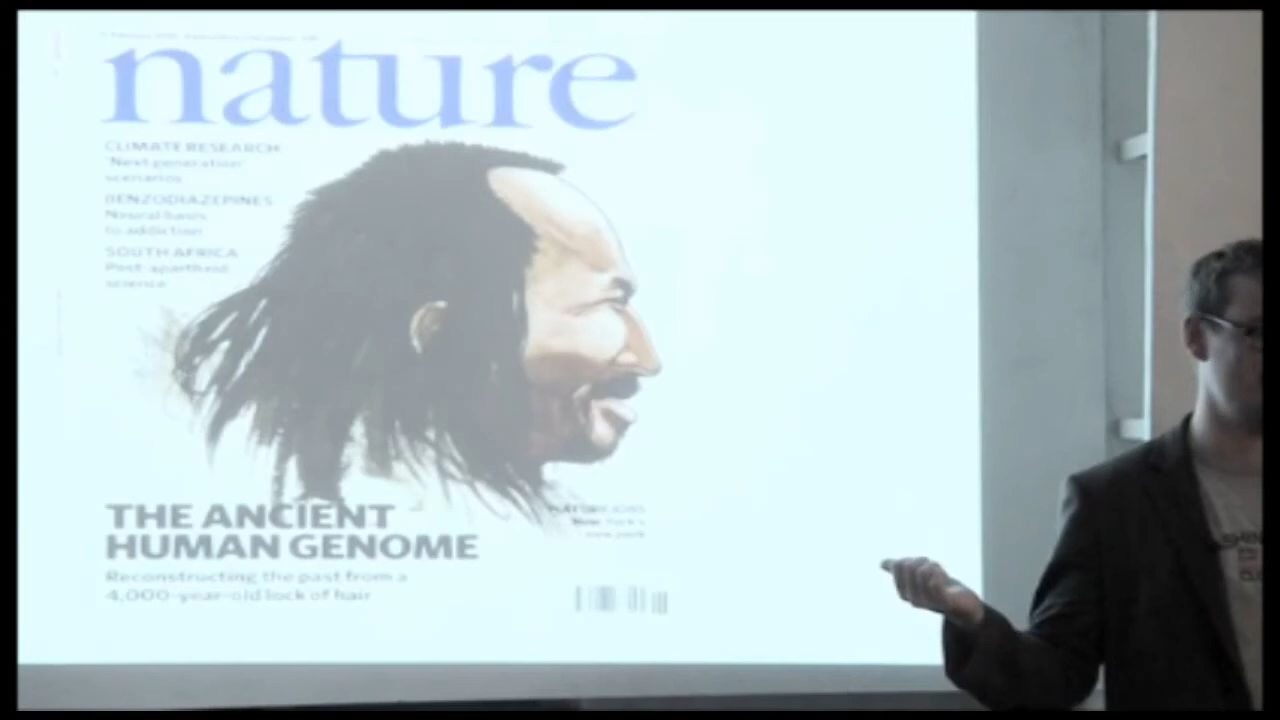 nature
CLIMATE RESEARCH
'Next generation'
scenarios
BENZODIAZEPINES
Neural basis
to addiction
SOUTH AFRICA
Post-apartheid
science
THE ANCIENT
HUMAN GENOME
Reconstructing the past from a
4,000-year-old lock of hair